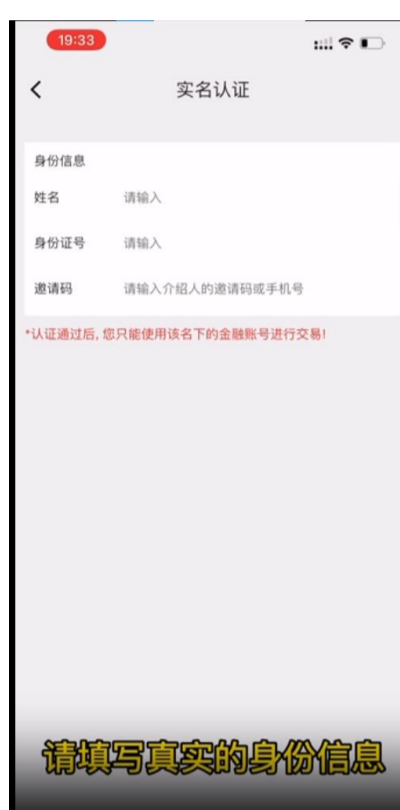 19:33
实名认证
身份信息
姓名 请输入
身份证号 请输入
邀请码 请输入介绍人的邀请码或手机号
*认证通过后,您只能使用该名下的金融账号进行交易!
请填写真实的身份信息